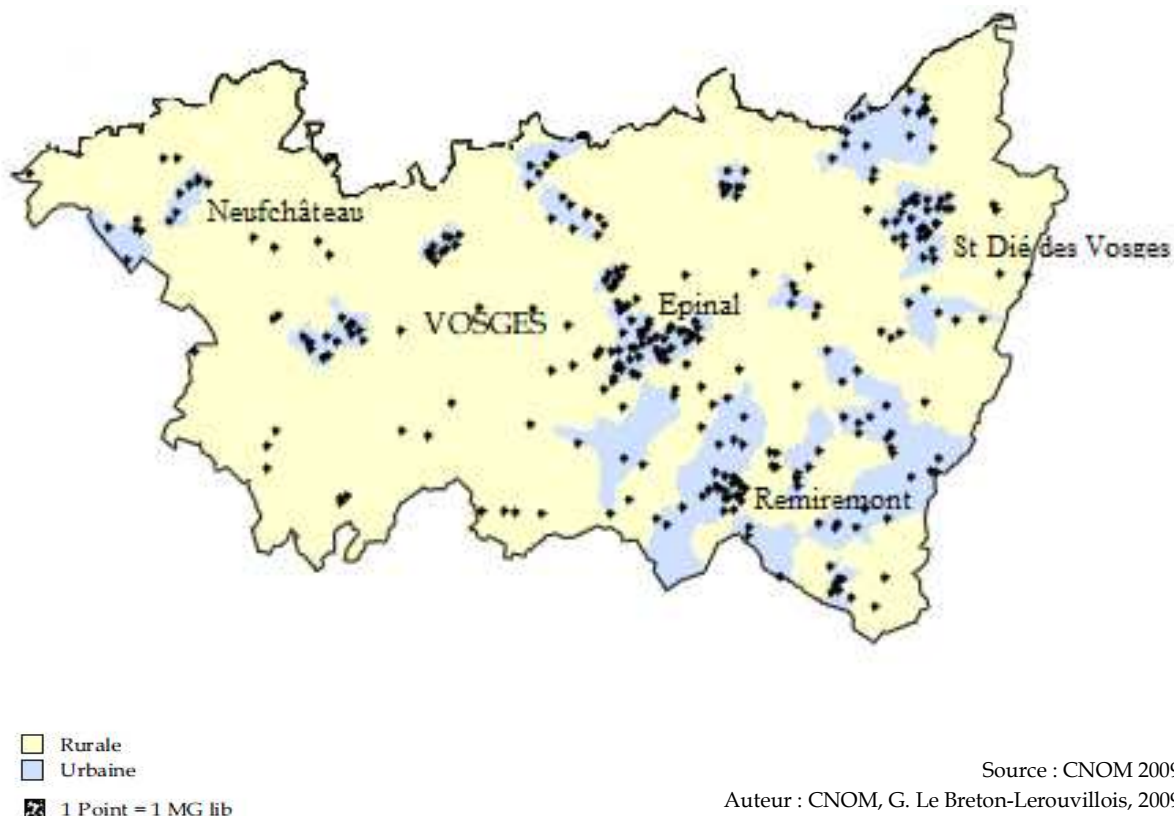 Neufchâteau
St Dié des Vosges
Epinal
VOSGES
Remiremont
Rurale
Urbaine
1 Point = 1 MG lib
Source : CNOM 2009
Auteur : CNOM, G. Le Breton-Lerouvillois, 2009